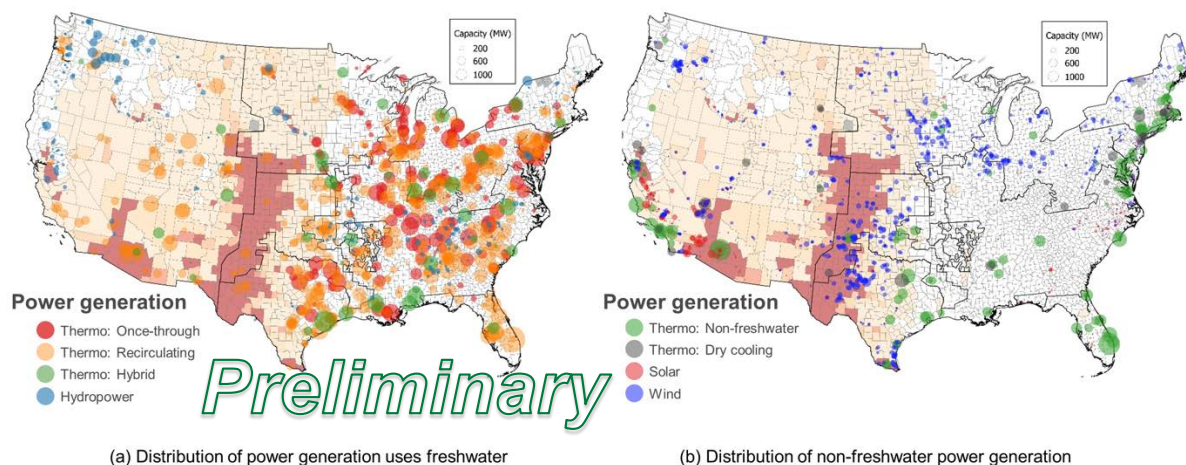 Capacity (MW)
200
600
1000
Power generation
Thermo: Once-through
Thermo: Recirculating
Thermo: Hybrid
Hydropower
Preliminary
(a) Distribution of power generation uses freshwater
Capacity (MW)
200
600
1000
Power generation
Thermo: Non-freshwater
Thermo: Dry cooling
Solar
Wind
(b) Distribution of non-freshwater power generation